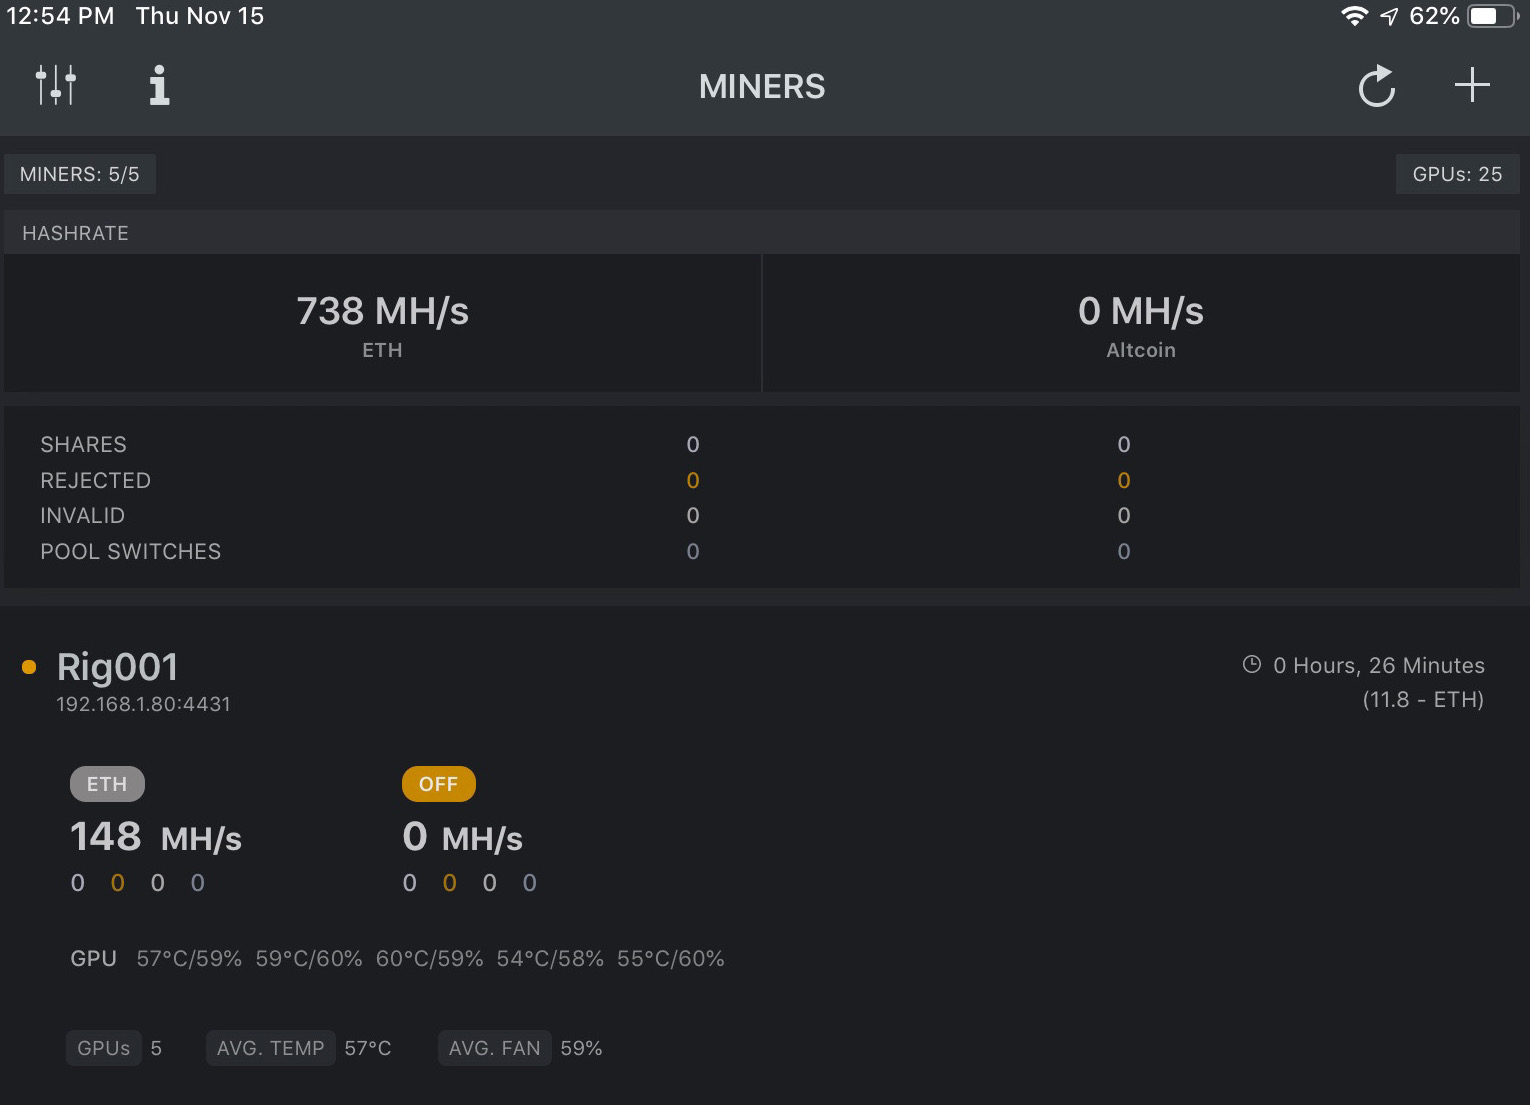 12:54 PM Thu Nov 15 62%
MINERS
MINERS: 5/5 GPUs: 25
HASHRATE
738 MH/s 0 MH/s
ETH Altcoin
SHARES 0 0
REJECTED 0 0
INVALID 0 0
POOL SWITCHES 0 0
Rig001 0 Hours, 26 Minutes
192.168.1.80:4431 (11.8 - ETH)
ETH OFF
148 MH/s 0 MH/s
0 0 0 0 0 0 0 0
GPU 57°C/59% 59°C/60% 60°C/59% 54°C/58% 55°C/60%
GPUs 5 AVG. TEMP 57°C AVG. FAN 59%